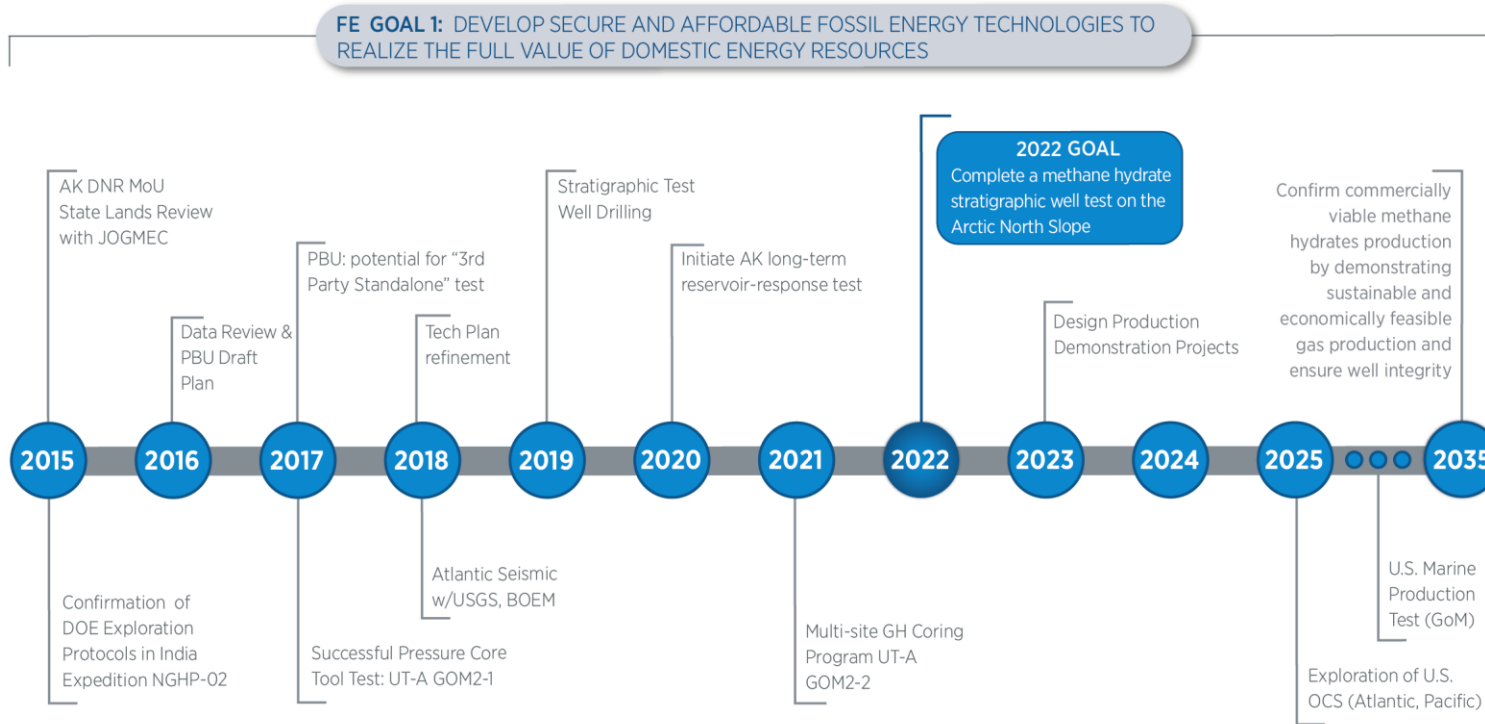 FE GOAL 1: DEVELOP SECURE AND AFFORDABLE FOSSIL ENERGY TECHNOLOGIES TO
REALIZE THE FULL VALUE OF DOMESTIC ENERGY RESOURCES
AK DNR MoU
State Lands Review
with JOGMEC
Data Review &
PBU Draft
Plan
PBU: potential for “3rd
Party Standalone” test
Tech Plan
refinement
Stratigraphic Test
Well Drilling
Initiate AK long-term
reservoir-response test
2022 GOAL
Complete a methane hydrate
stratigraphic well test on the
Arctic North Slope
Design Production
Demonstration Projects
Confirm commercially
viable methane
hydrates production
by demonstrating
sustainable and
economically feasible
gas production and
ensure well integrity
2015
2016
2017
2018
2019
2020
2021
2022
2023
2024
2025
2035
Confirmation of
DOE Exploration
Protocols in India
Expedition NGHP-02
Successful Pressure Core
Tool Test: UT-A GOM2-1
Atlantic Seismic
w/USGS, BOEM
Multi-site GH Coring
Program UT-A
GOM2-2
Exploration of U.S.
OCS (Atlantic, Pacific)
U.S. Marine
Production
Test (GoM)